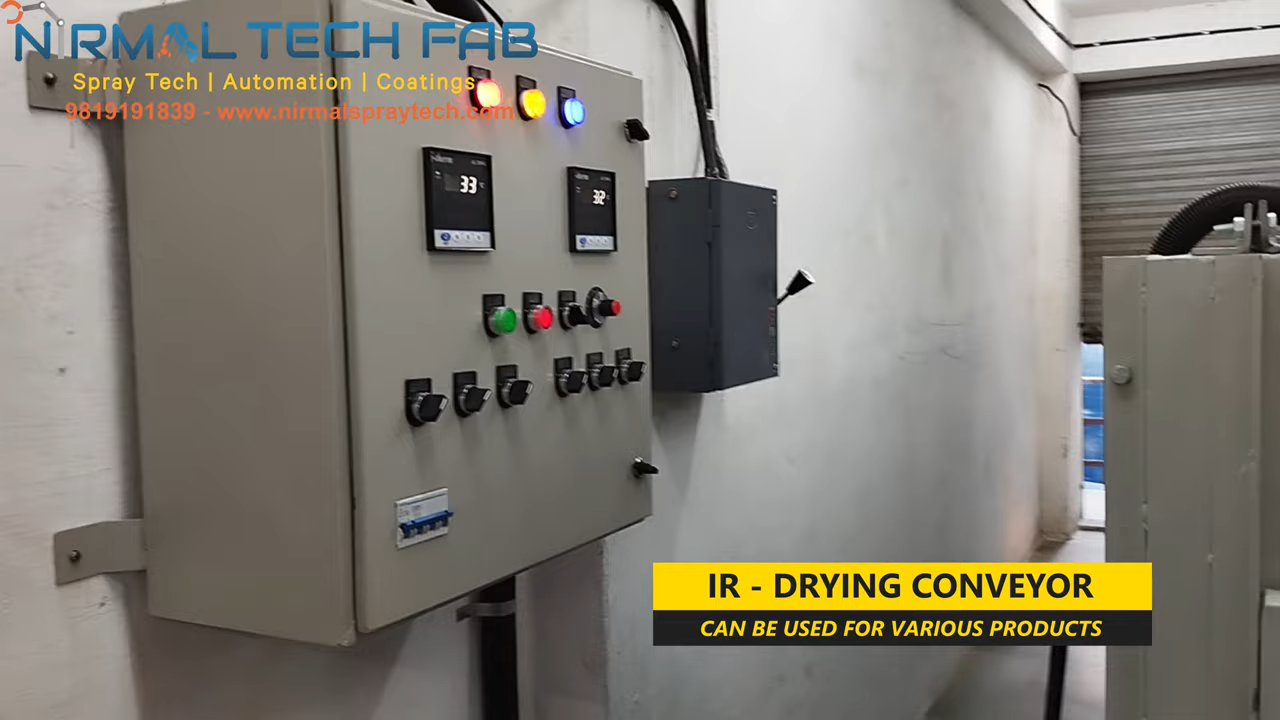 NIRMAL TECH FAB
Spray Tech | Automation | Coatings
9819191839 - www.nirmalspraytech.com
33 °C
32
IR - DRYING CONVEYOR
CAN BE USED FOR VARIOUS PRODUCTS